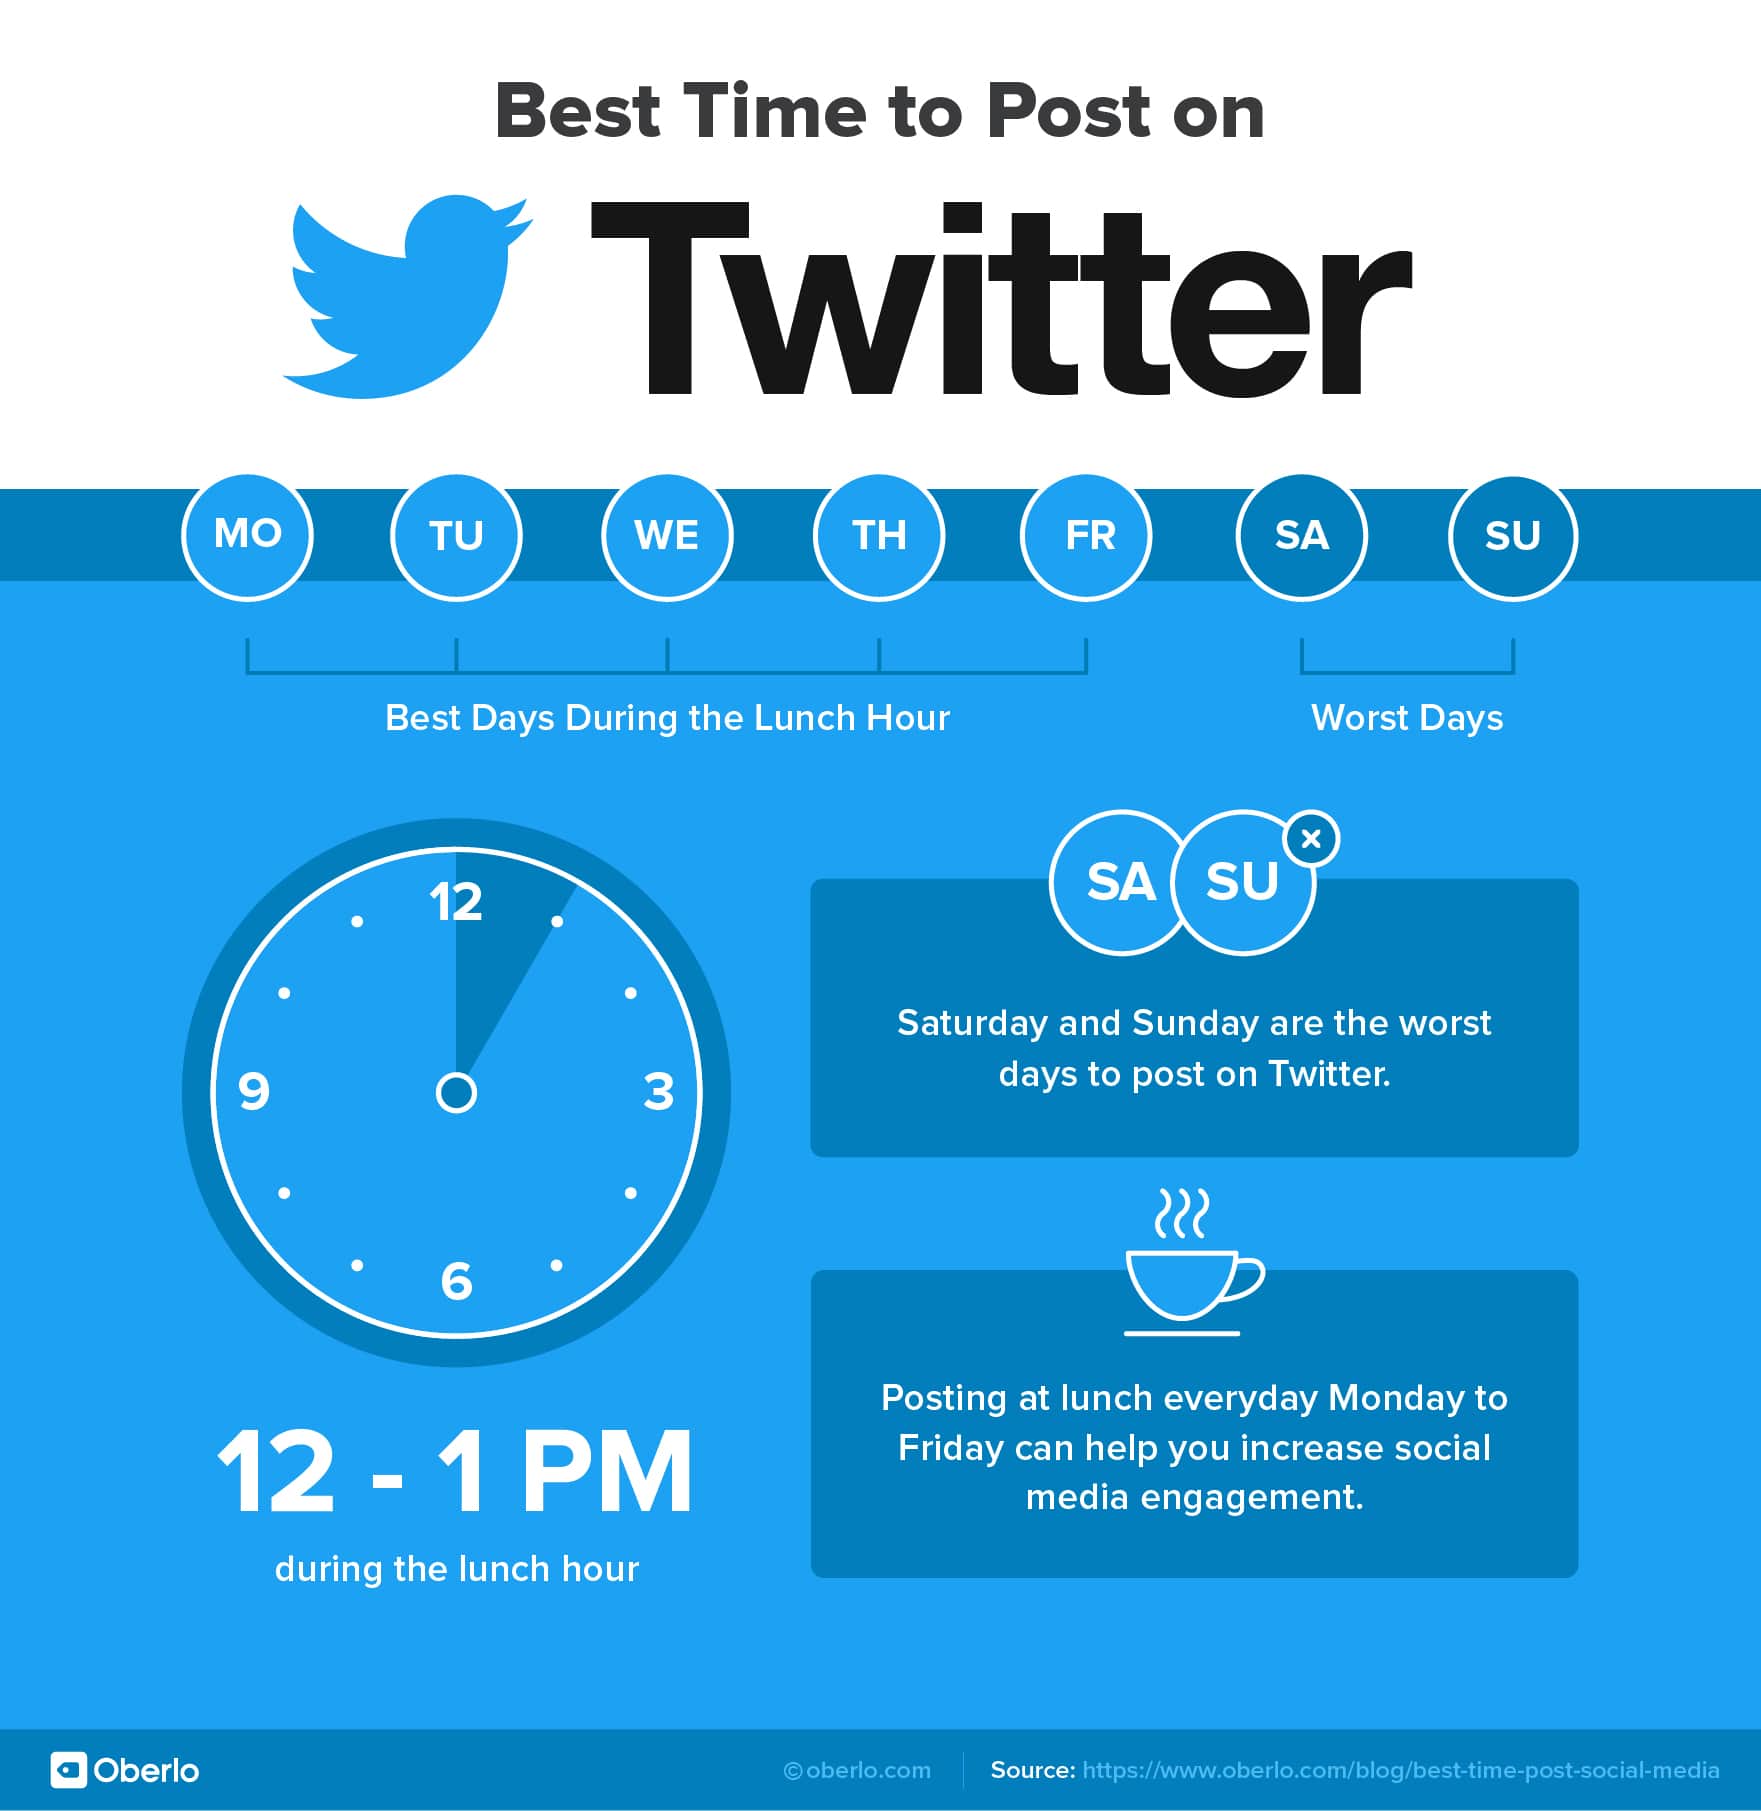 Best Time to Post on
Twitter
MO TU WE TH FR SA SU
Best Days During the Lunch Hour
Worst Days
12
3
6
9
12 - 1 PM
during the lunch hour
SA SU x
Saturday and Sunday are the worst
days to post on Twitter.
Posting at lunch everyday Monday to
Friday can help you increase social
media engagement.
Oberlo
© oberlo.com
Source: https://www.oberlo.com/blog/best-time-post-social-media